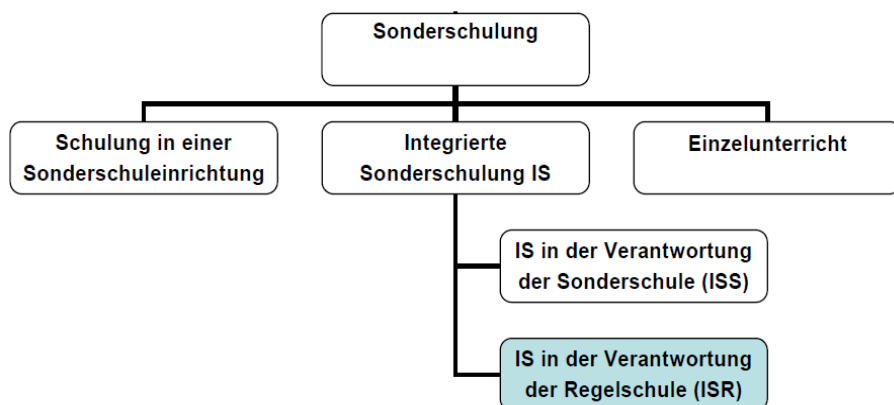 Sonderschulung
Schulung in einer
Sonderschuleinrichtung
Integrierte
Sonderschulung IS
Einzelunterricht
IS in der Verantwortung
der Sonderschule (ISS)
IS in der Verantwortung
der Regelschule (ISR)